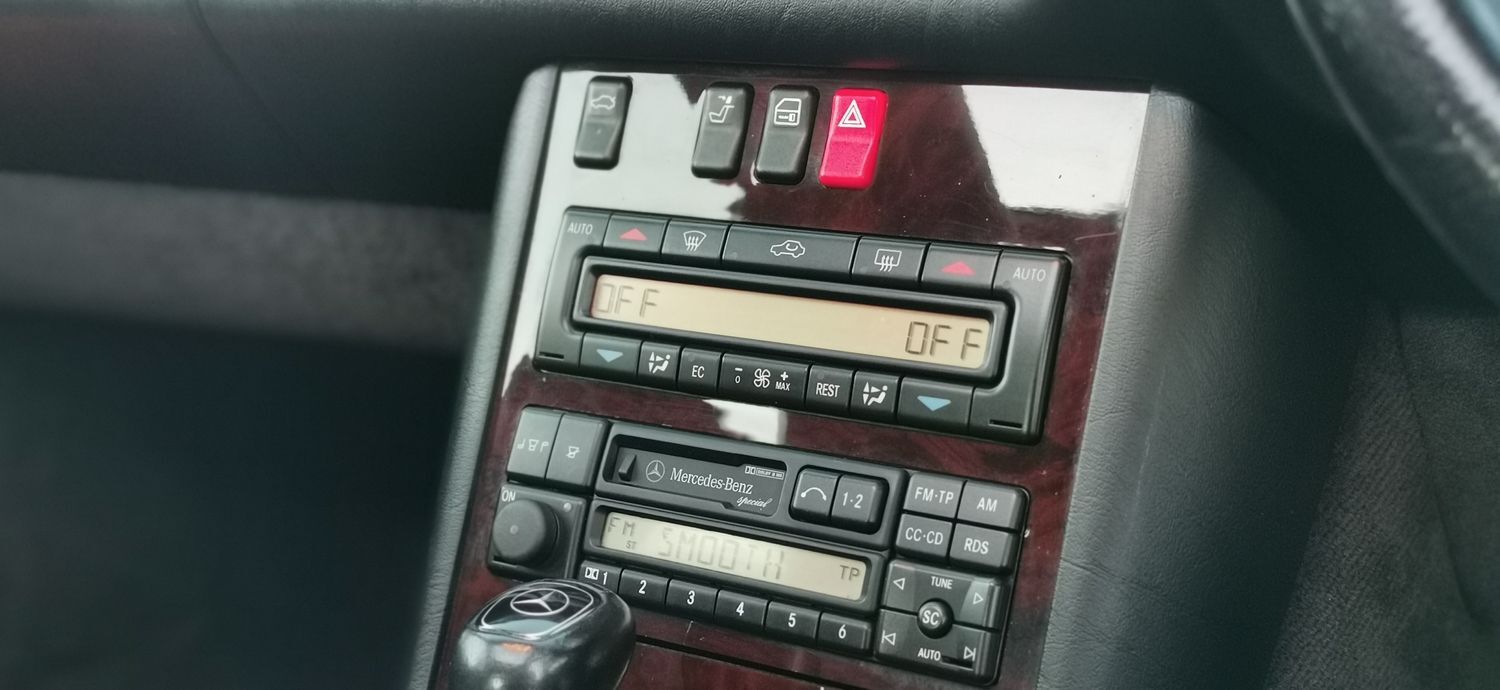 AUTO
AUTO
OFF
OFF
EC
- 0 + MAX
REST
Mercedes-Benz
special
1·2
FM·TP
AM
ON
CC·CD
RDS
FM
ST
SMOOTH
TP
TUNE
1 2 3 4 5 6
SC
AUTO